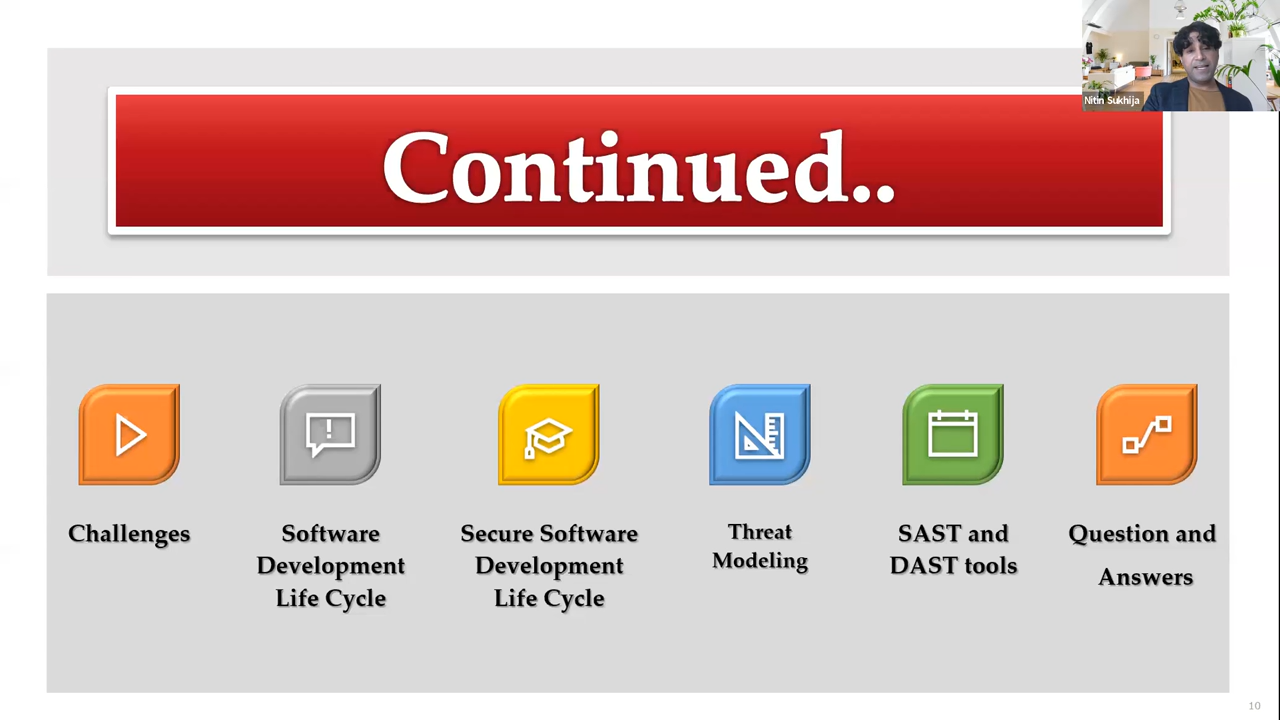 Nitin Sukhija
Continued..
Challenges
Software
Development
Life Cycle
Secure Software
Development
Life Cycle
Threat
Modeling
SAST and
DAST tools
Question and
Answers
10